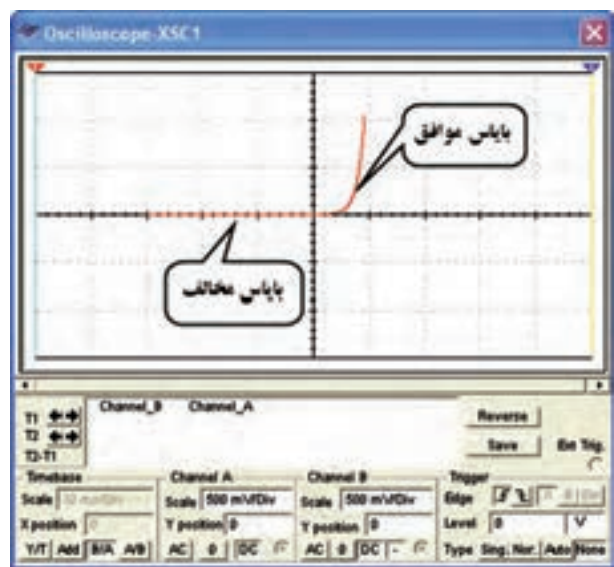 Oscilloscope-XSC1
بایاس موافق
بایاس مخالف
Channel_B Channel_A
T1
T2
T2-T1
Reverse
Save
Ext Trig.
Timebase
Scale
X position 0
Y/T Add B/A A/B
Channel A
Scale 500 mV/Div
Y position 0
AC 0 DC
Channel B
Scale 500 mV/Div
Y position 0
AC 0 DC -
Trigger
Edge
Level 0 V
Type Sing. Nor. Auto None